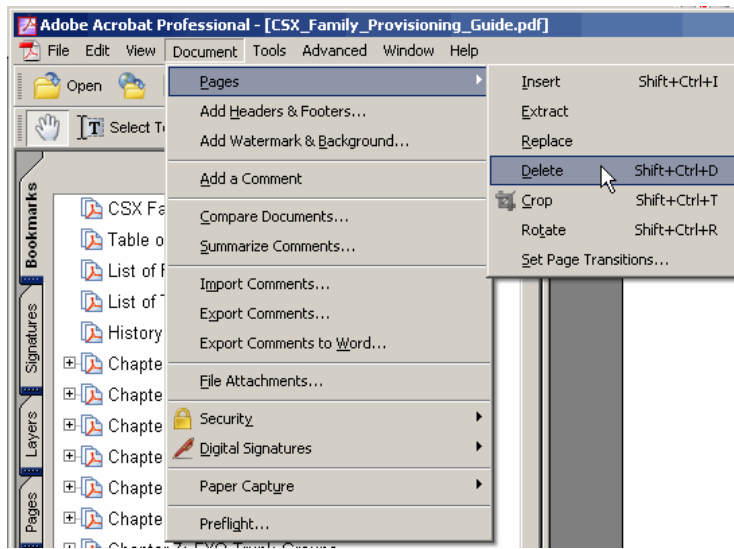 Adobe Acrobat Professional - [CSX_Family_Provisioning_Guide.pdf]
File Edit View Document Tools Advanced Window Help
Open
Select T
Pages
Add Headers & Footers...
Add Watermark & Background...
Add a Comment
Compare Documents...
Summarize Comments...
Import Comments...
Export Comments...
Export Comments to Word...
File Attachments...
Security
Digital Signatures
Paper Capture
Preflight...
Insert Shift+Ctrl+I
Extract
Replace
Delete Shift+Ctrl+D
Crop Shift+Ctrl+T
Rotate Shift+Ctrl+R
Set Page Transitions...
Bookmarks
Signatures
Layers
Pages
CSX Fa
Table o
List of
List of
History
Chapte
Chapte
Chapte
Chapte
Chapte
Chapte